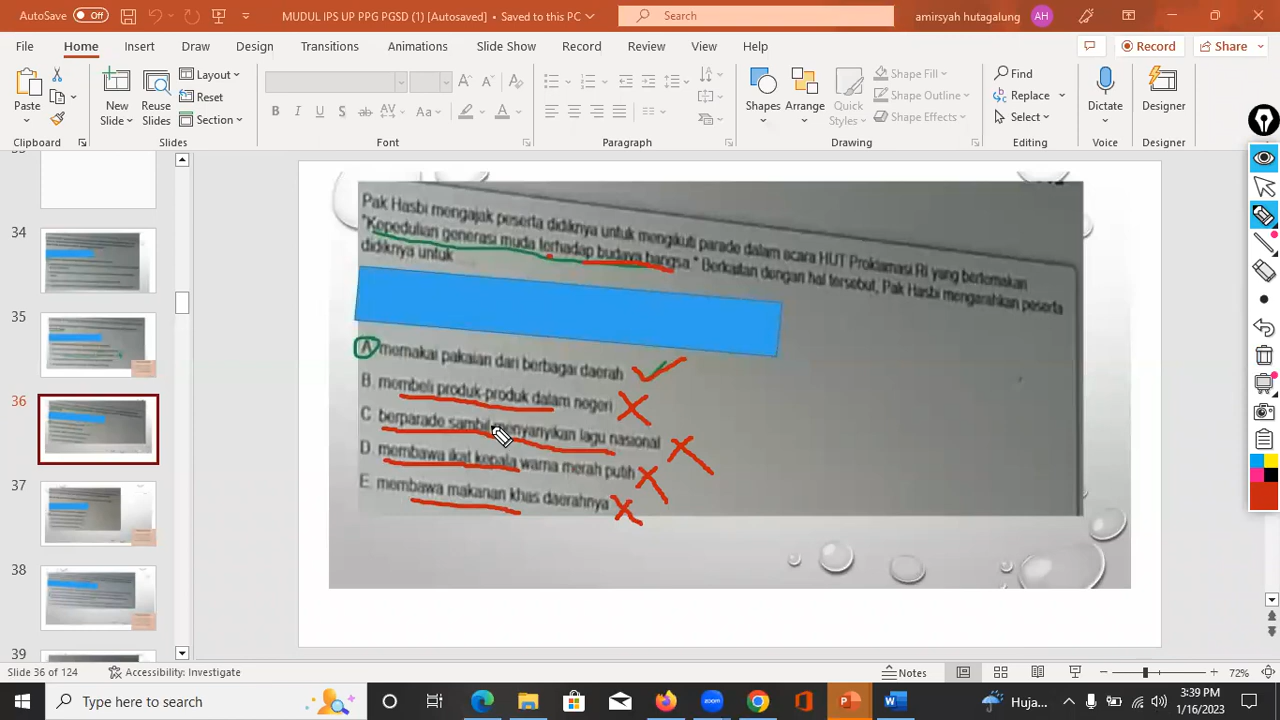 AutoSave Off MUDUL IPS UP PPG PGSD (1) [Autosaved] • Saved to this PC Search amirsyah hutagalung AH
File Home Insert Draw Design Transitions Animations Slide Show Record Review View Help Record Share
Paste New Slide Reuse Slides Layout Reset Section Shapes Arrange Quick Styles Shape Fill Shape Outline Shape Effects Find Replace Select Dictate Designer
Clipboard Slides Font Paragraph Drawing Editing Voice Designer
34
35
36
37
38
39
Pak Hasbi mengajak peserta didiknya untuk mengikuti parade dalam acara HUT Proklamasi RI yang bertemakan
"Kepedulian generasi muda terhadap budaya bangsa." Berkaitan dengan hal tersebut, Pak Hasbi mengarahkan peserta
didiknya untuk
A memakai pakaian dari berbagai daerah
B. membeli produk-produk dalam negeri
C. berparade sambil menyanyikan lagu nasional
D. membawa ikat kepala warna merah putih
E. membawa makanan khas daerahnya
Slide 36 of 124 Accessibility: Investigate Notes 72%
Type here to search Huja... 3:39 PM
1/16/2023